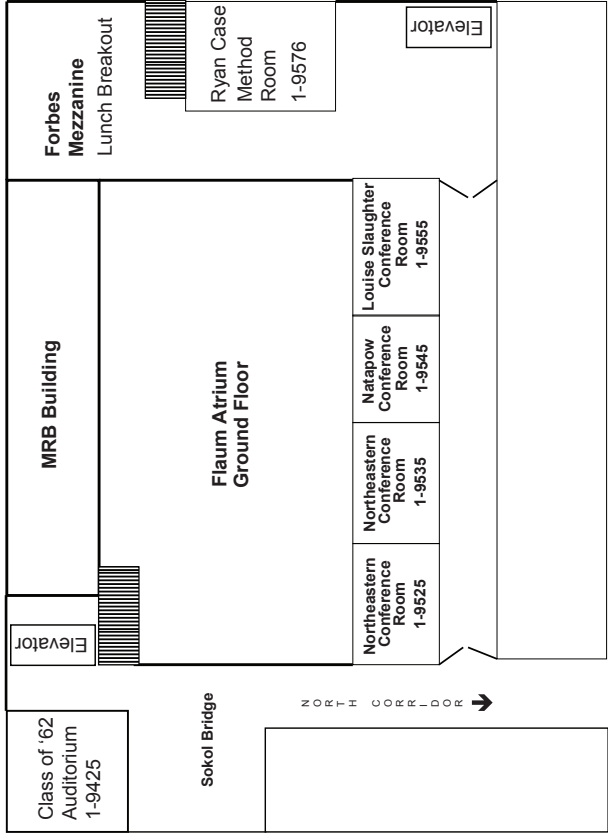 Forbes
Mezzanine
Lunch Breakout
Ryan Case
Method
Room
1-9576
Elevator
MRB Building
Flaum Atrium
Ground Floor
Louise Slaughter
Conference
Room
1-9555
Natapow
Conference
Room
1-9545
Northeastern
Conference
Room
1-9535
Northeastern
Conference
Room
1-9525
Elevator
Class of ‘62
Auditorium
1-9425
Sokol Bridge
NORTH CORRIDOR